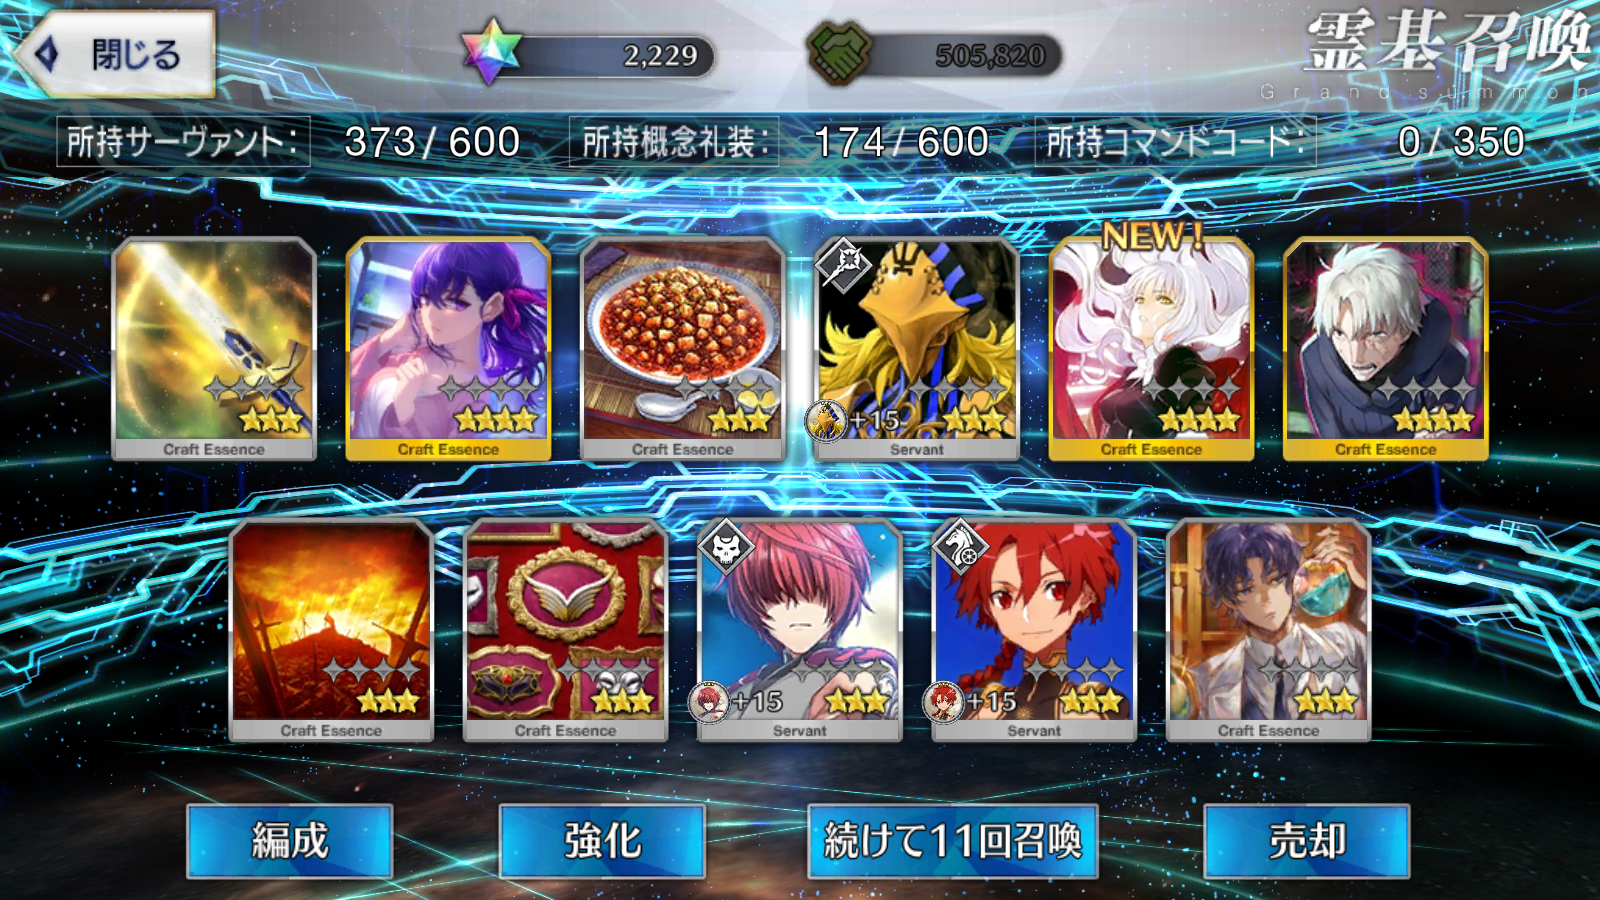 閉じる
2,229
505,820
霊基召喚
Grand summon
所持サーヴァント：
373/600
所持概念礼装：
174/600
所持コマンドコード：
0/350
NEW!
+15
Craft Essence
Craft Essence
Craft Essence
Servant
Craft Essence
Craft Essence
+15
+15
Craft Essence
Craft Essence
Servant
Servant
Craft Essence
編成
強化
続けて11回召喚
売却